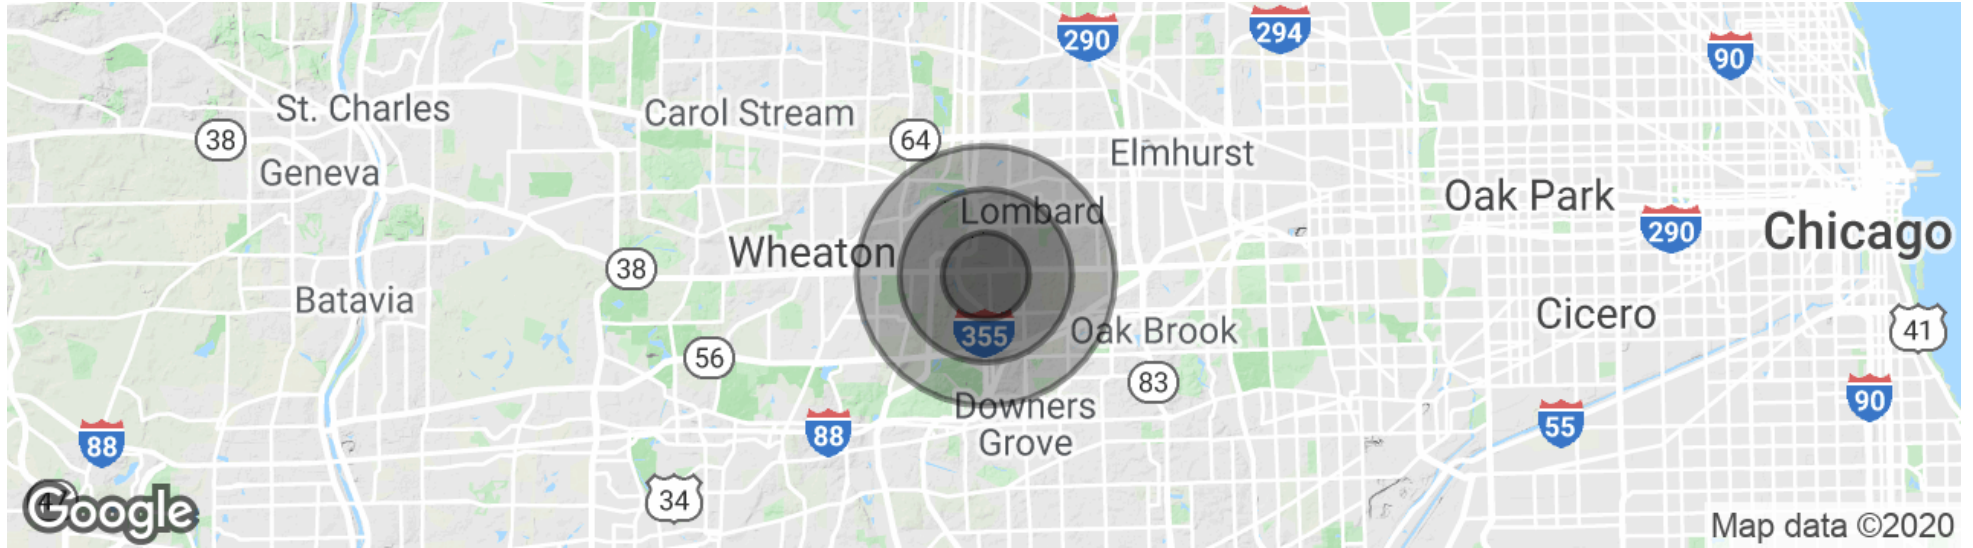 290
294
90
St. Charles
Carol Stream
64
38
Elmhurst
Geneva
Oak Park
Lombard
290
Chicago
Wheaton
38
Batavia
Cicero
355
Oak Brook
41
56
83
90
Downers
Grove
88
88
55
34
Google
Map data ©2020